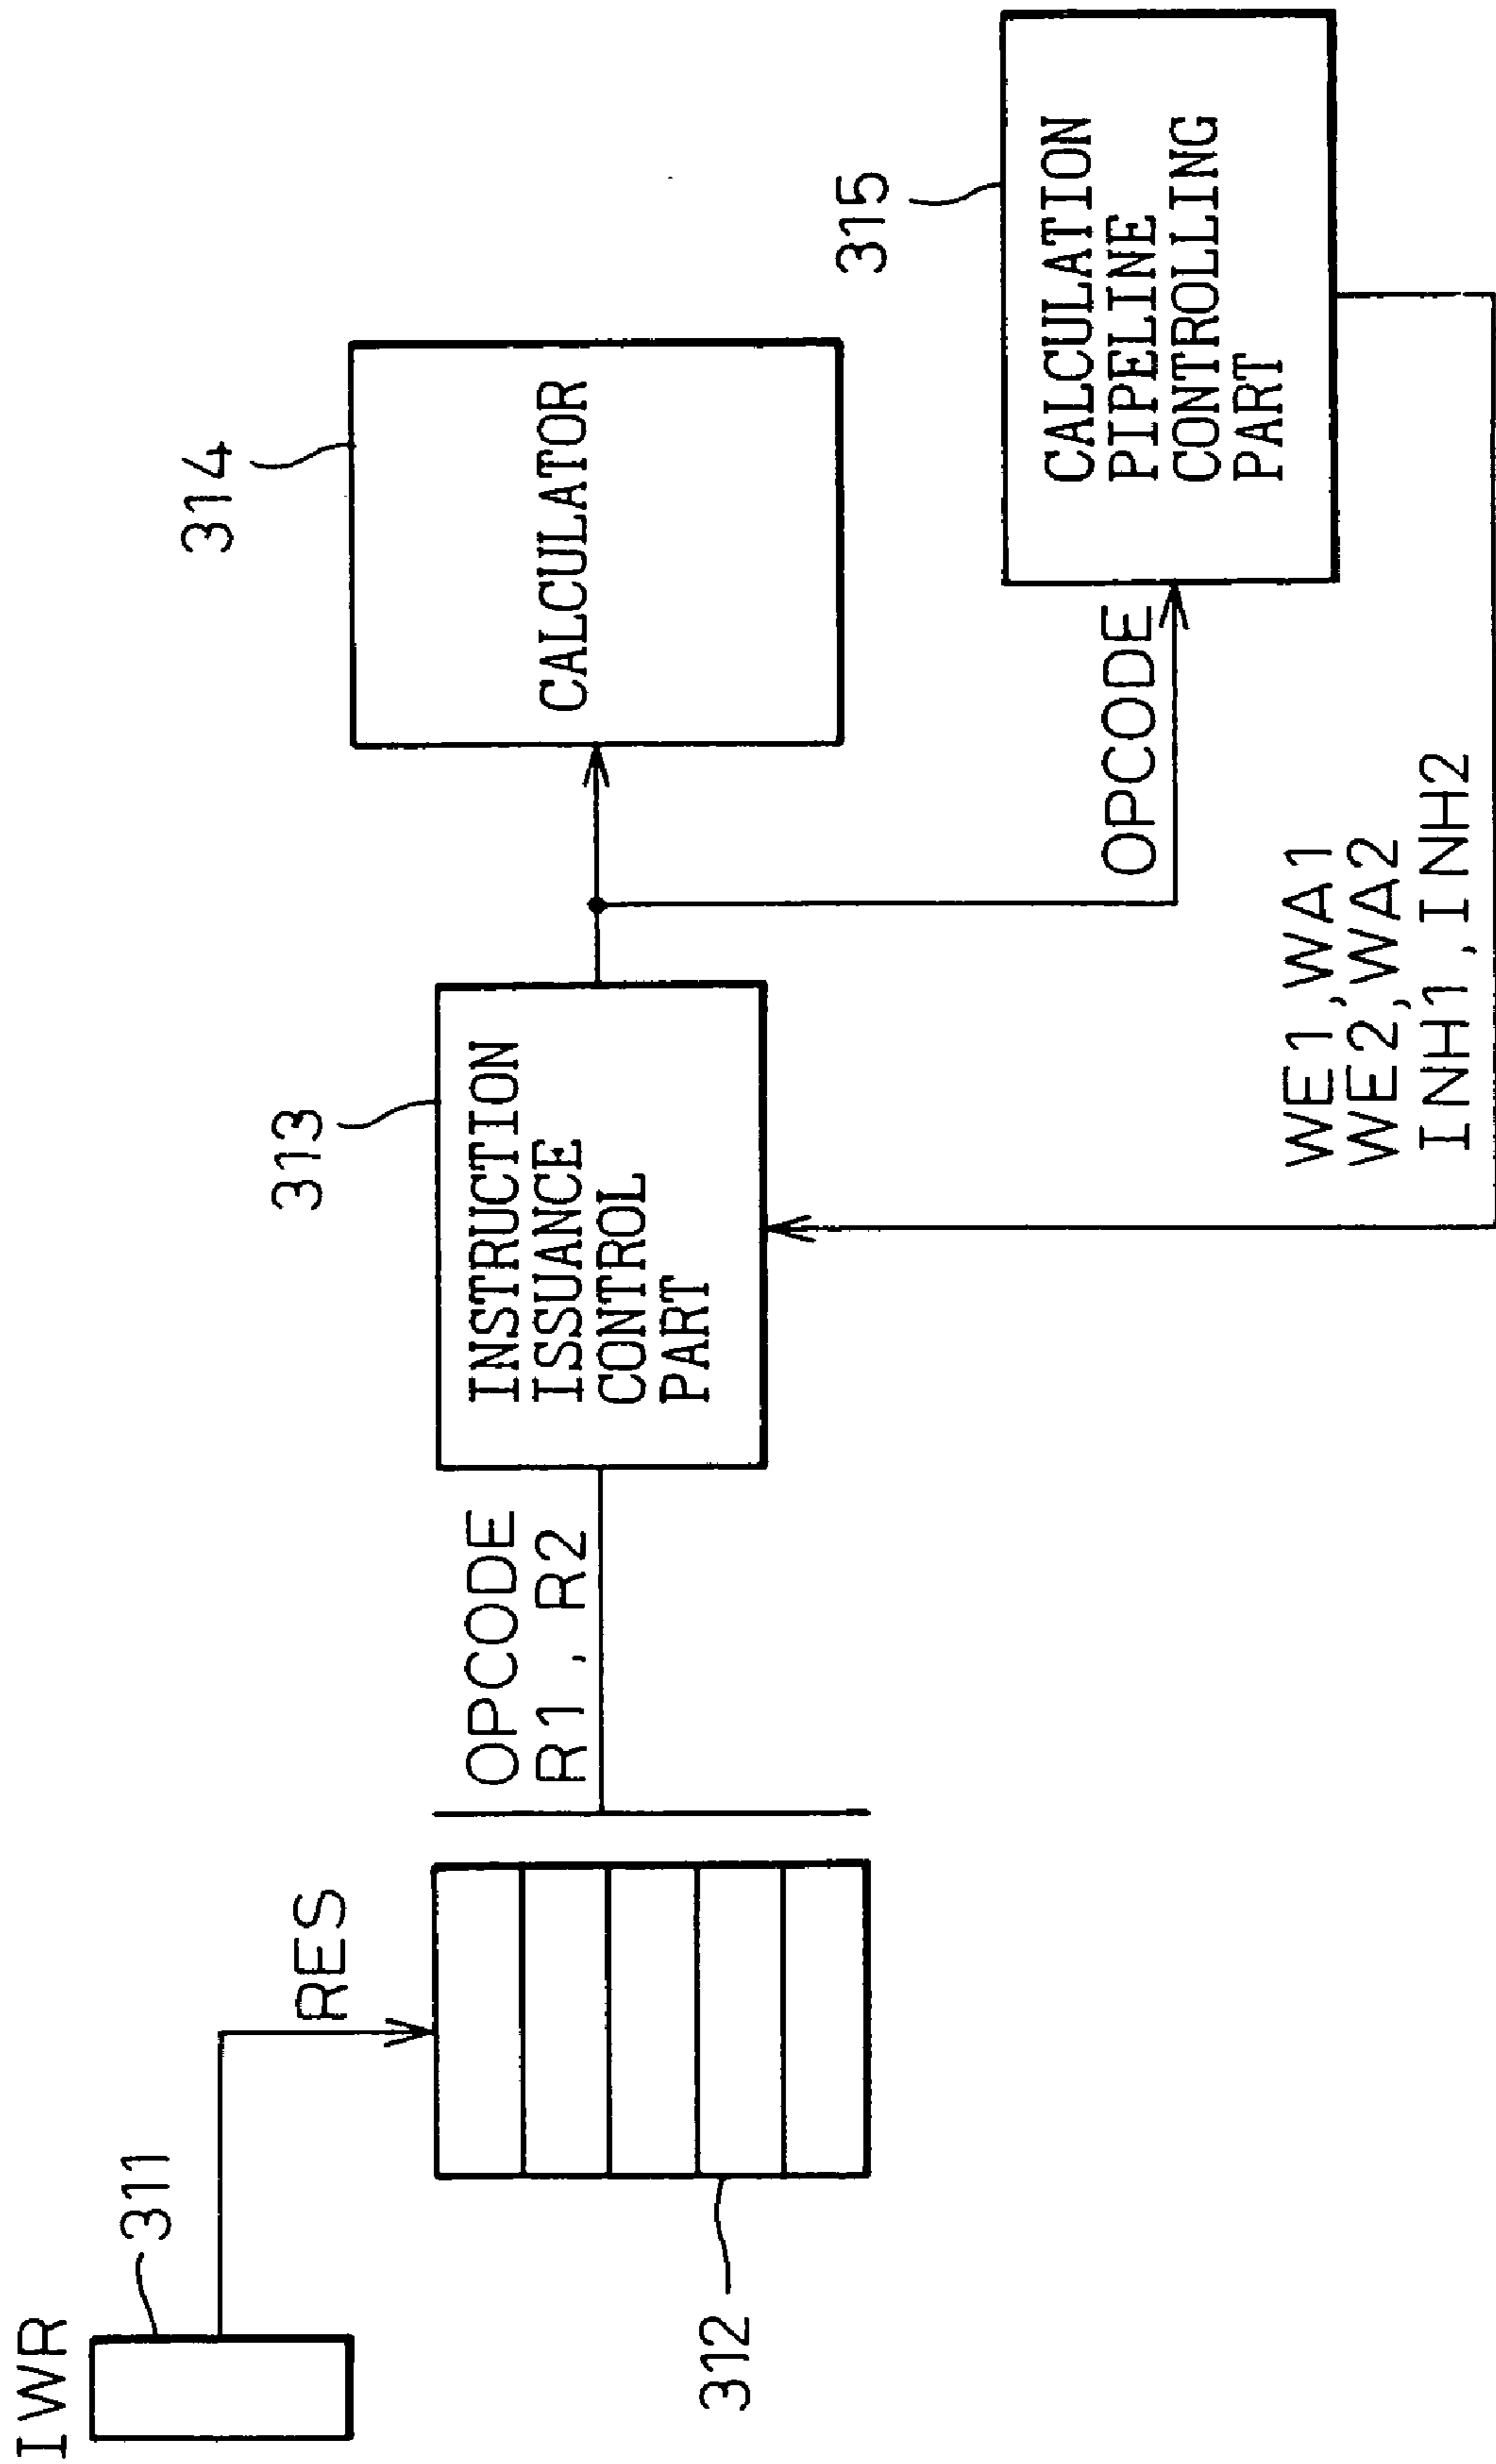 IWR
311
RES
312
OPCODE
R1, R2
313
INSTRUCTION
ISSUANCE
CONTROL
PART
314
CALCULATOR
OPCODE
315
CALCULATION
PIPELINE
CONTROLLING
PART
WE1,WA1
WE2,WA2
INH1,INH2